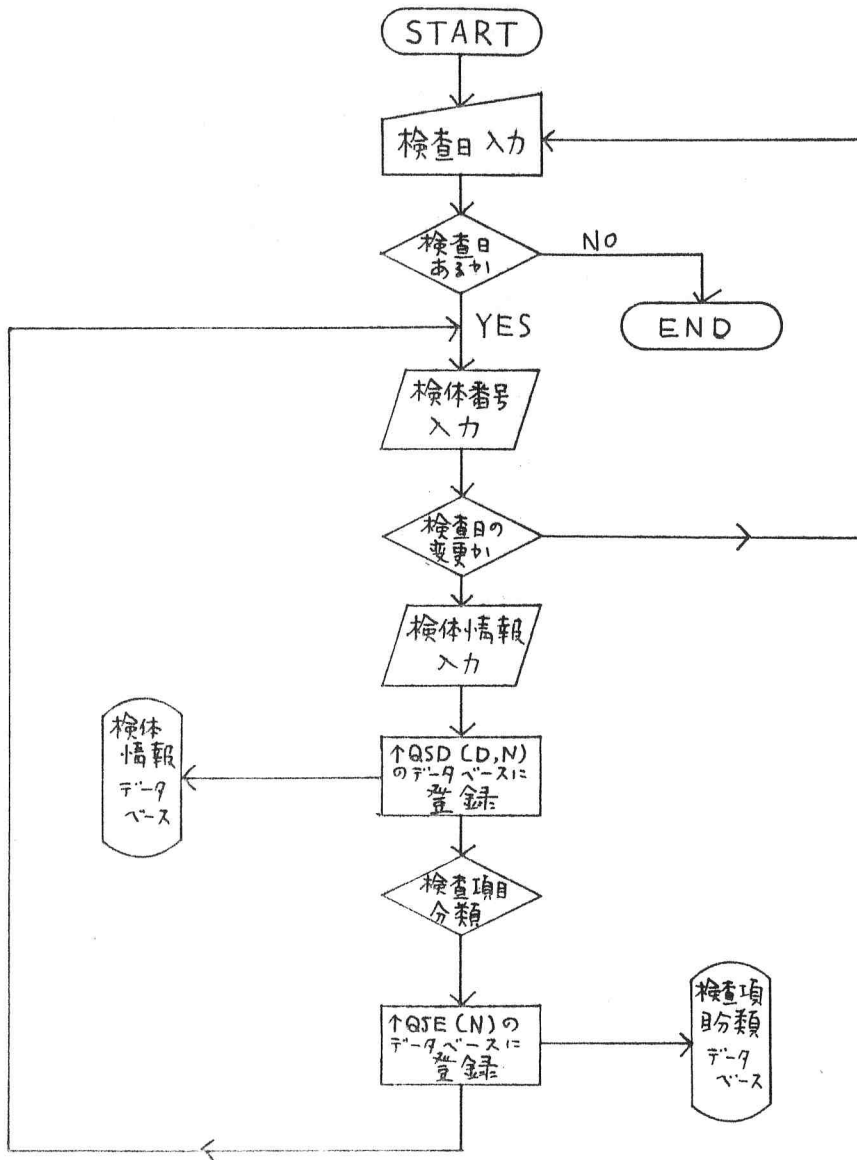 START
検査日入力
検査日
あるか
NO
END
YES
検体番号
入力
検査日の
変更か
検体情報
入力
↑QSD(D,N)
のデータベースに
登録
検体
情報
データ
ベース
検査項目
分類
↑QSE(N)の
データベースに
登録
検査項
目分類
データ
ベース